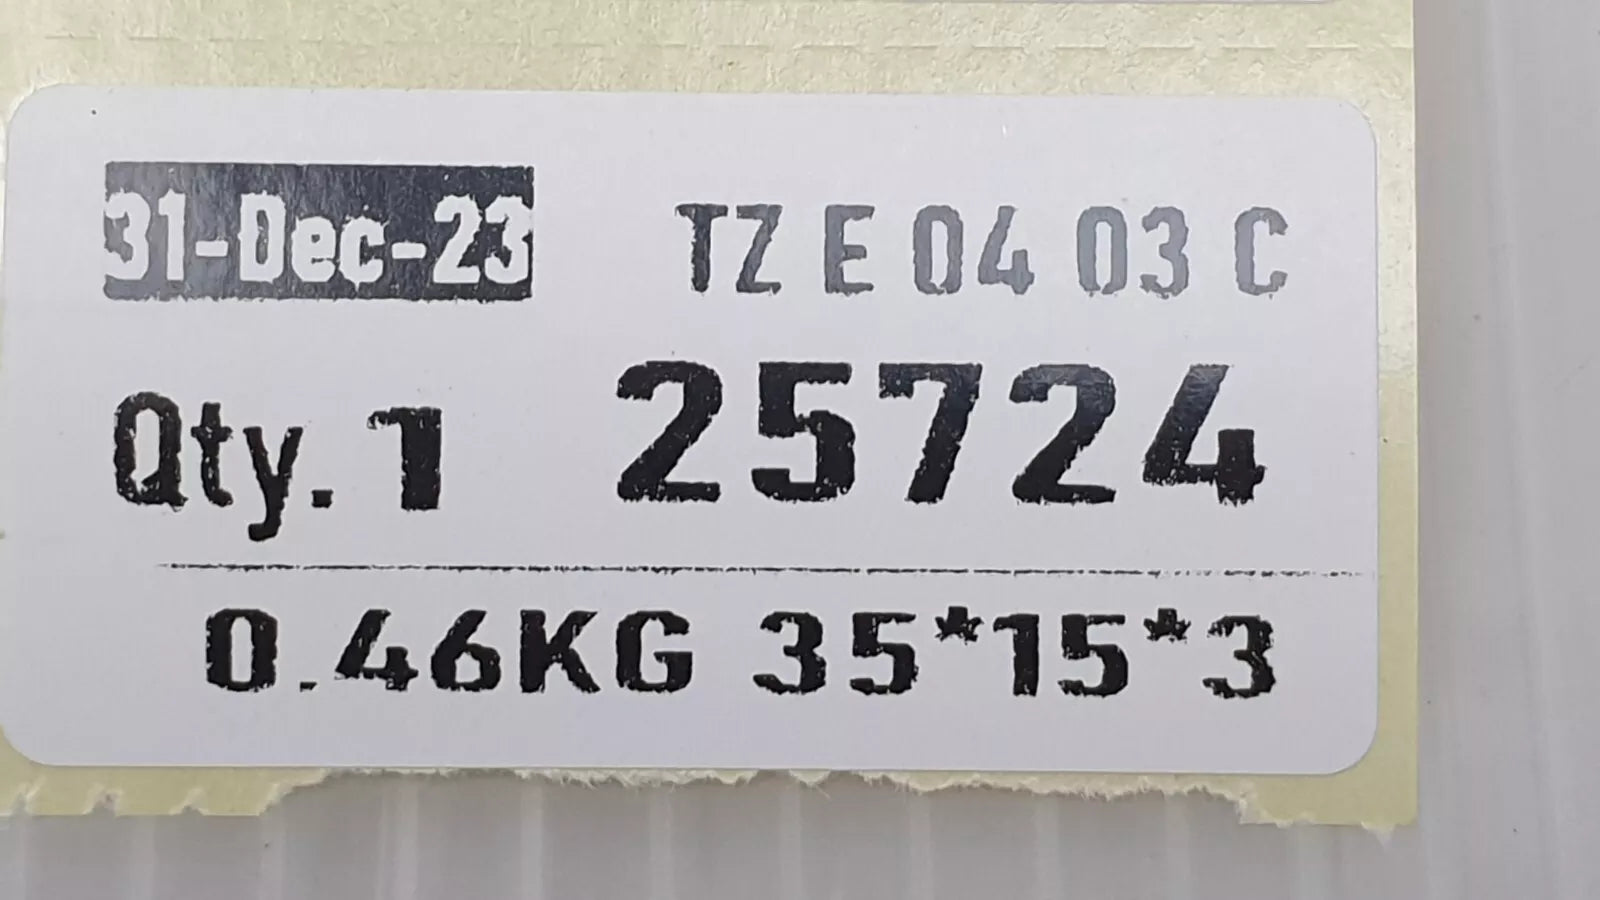 31-Dec-23 TZ E 04 03 C
Qty. 1 25724
0.46KG 35*15*3